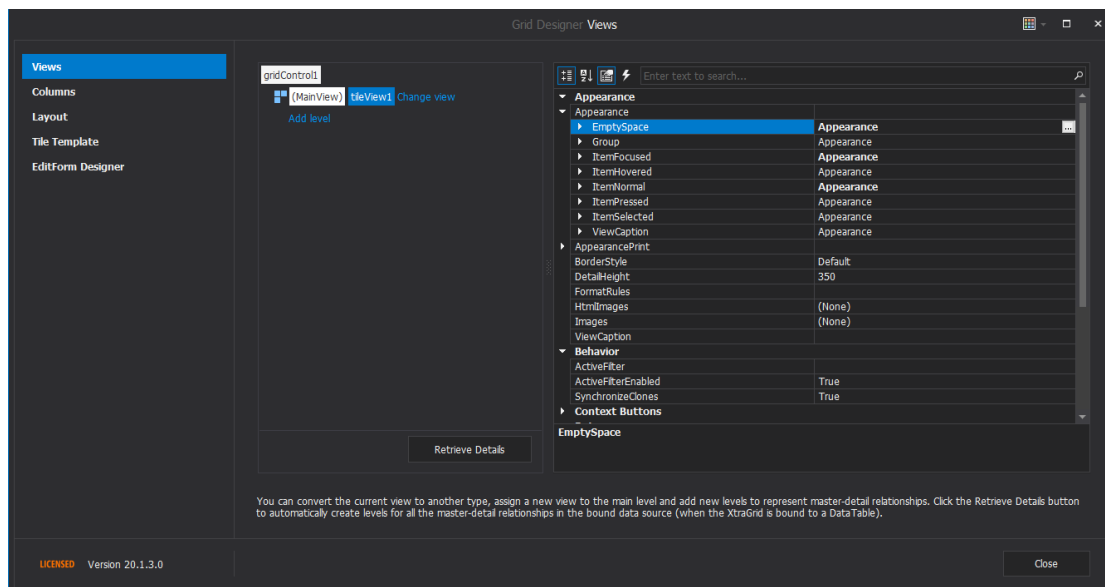 Grid Designer Views
Views
Columns
Layout
Tile Template
EditForm Designer
gridControl1
(MainView) tileView1 Change view
Add level
Retrieve Details
Enter text to search...
Appearance
Appearance
EmptySpace Appearance ...
Group Appearance
ItemFocused Appearance
ItemHovered Appearance
ItemNormal Appearance
ItemPressed Appearance
ItemSelected Appearance
ViewCaption Appearance
AppearancePrint
BorderStyle Default
DetailHeight 350
FormatRules
HtmlImages (None)
Images (None)
ViewCaption
Behavior
ActiveFilter
ActiveFilterEnabled True
SynchronizeClones True
Context Buttons
EmptySpace
You can convert the current view to another type, assign a new view to the main level and add new levels to represent master-detail relationships. Click the Retrieve Details button
to automatically create levels for all the master-detail relationships in the bound data source (when the XtraGrid is bound to a DataTable).
LICENSED Version 20.1.3.0
Close